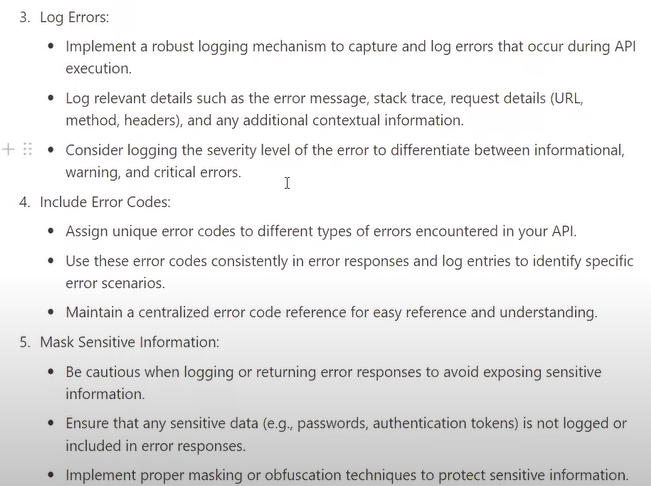 3. Log Errors:
• Implement a robust logging mechanism to capture and log errors that occur during API
execution.
• Log relevant details such as the error message, stack trace, request details (URL,
method, headers), and any additional contextual information.
• Consider logging the severity level of the error to differentiate between informational,
warning, and critical errors.
4. Include Error Codes:
• Assign unique error codes to different types of errors encountered in your API.
• Use these error codes consistently in error responses and log entries to identify specific
error scenarios.
• Maintain a centralized error code reference for easy reference and understanding.
5. Mask Sensitive Information:
• Be cautious when logging or returning error responses to avoid exposing sensitive
information.
• Ensure that any sensitive data (e.g., passwords, authentication tokens) is not logged or
included in error responses.
• Implement proper masking or obfuscation techniques to protect sensitive information.